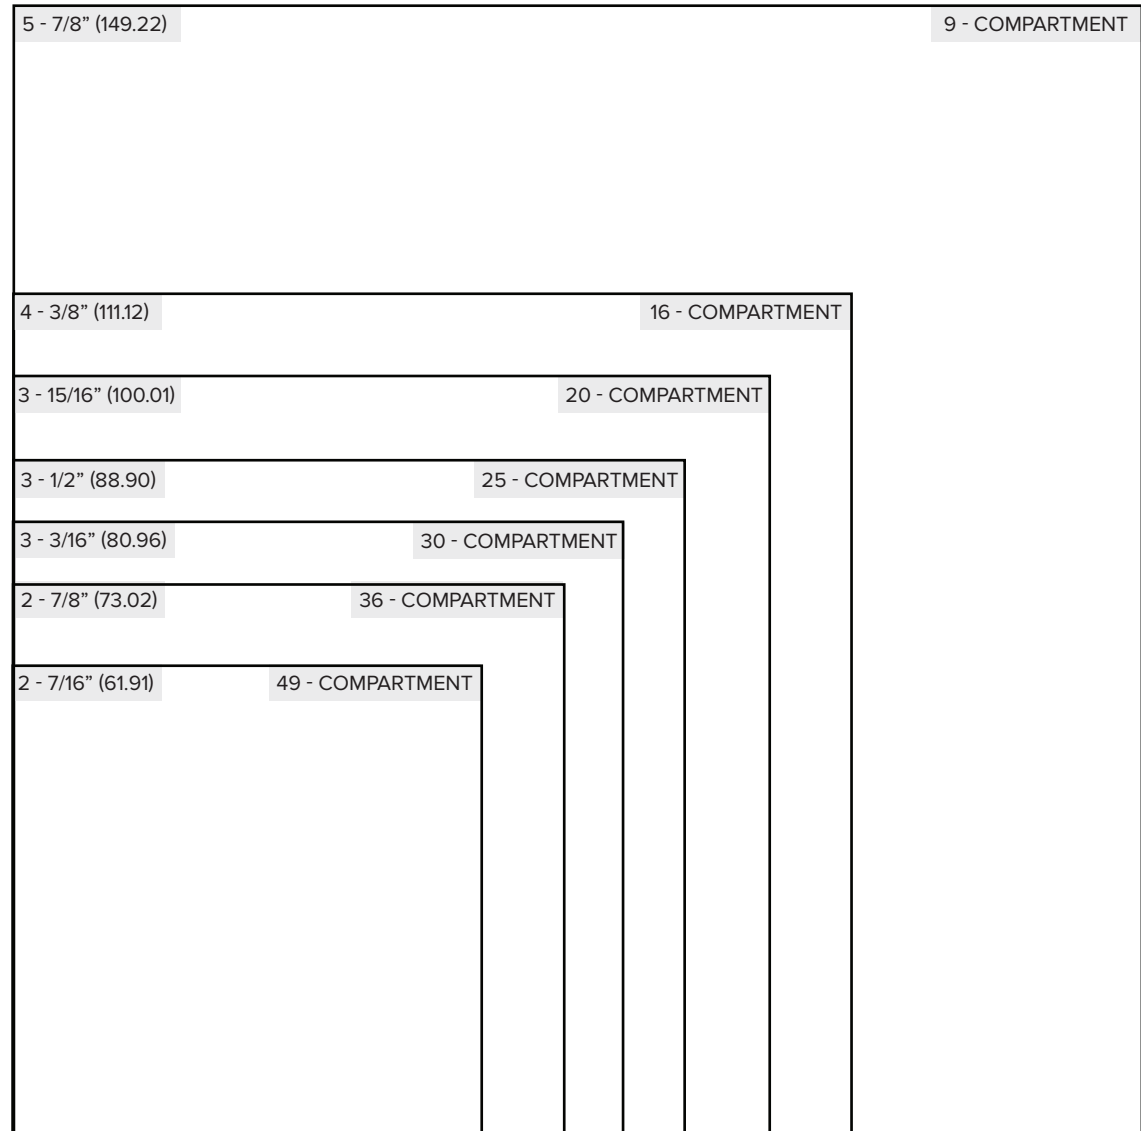 5 - 7/8” (149.22) 9 - COMPARTMENT
4 - 3/8” (111.12) 16 - COMPARTMENT
3 - 15/16” (100.01) 20 - COMPARTMENT
3 - 1/2” (88.90) 25 - COMPARTMENT
3 - 3/16” (80.96) 30 - COMPARTMENT
2 - 7/8” (73.02) 36 - COMPARTMENT
2 - 7/16” (61.91) 49 - COMPARTMENT